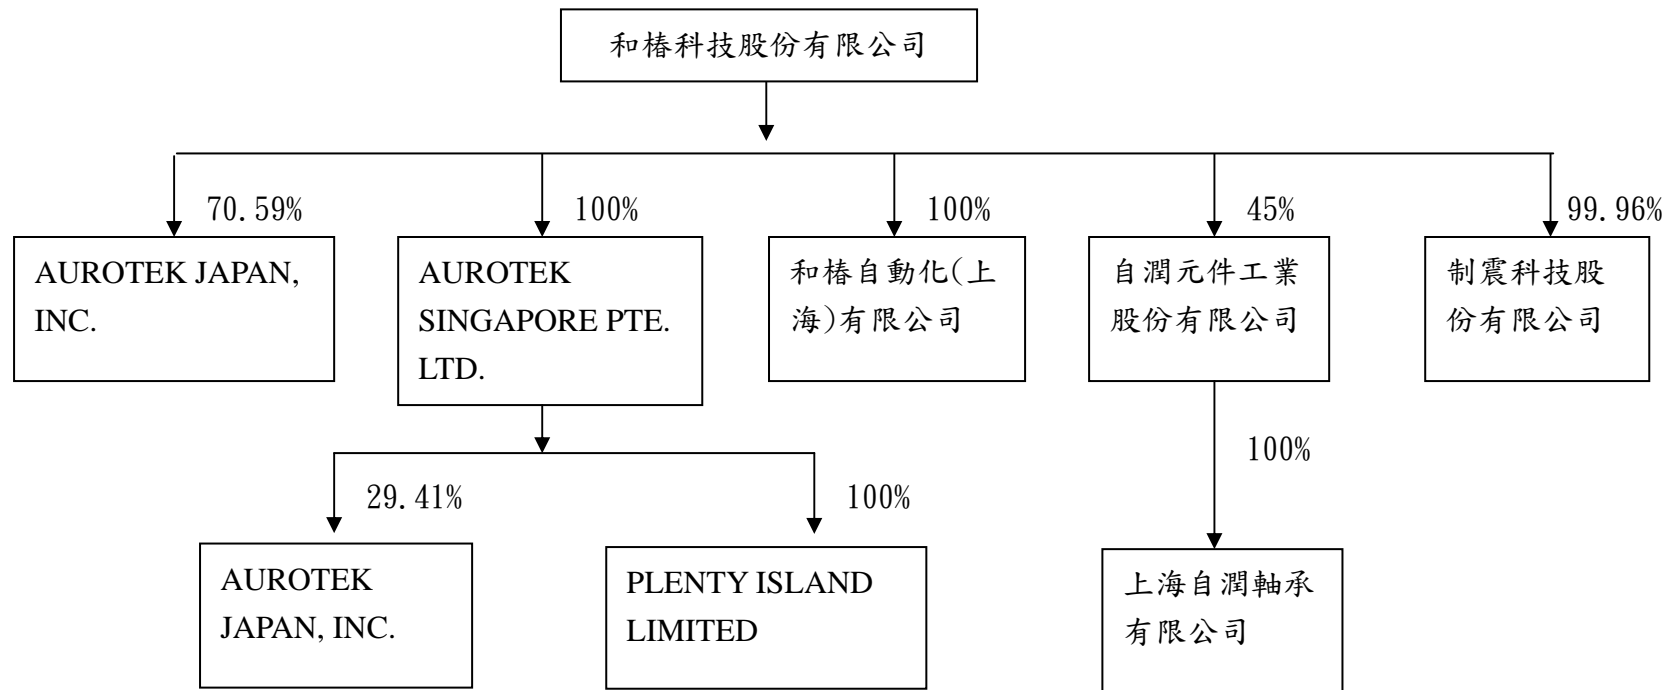 和椿科技股份有限公司
70.59%
100%
100%
45%
99.96%
AUROTEK JAPAN,
INC.
AUROTEK
SINGAPORE PTE.
LTD.
和椿自動化(上
海)有限公司
自潤元件工業
股份有限公司
制震科技股
份有限公司
29.41%
100%
100%
AUROTEK
JAPAN, INC.
PLENTY ISLAND
LIMITED
上海自潤軸承
有限公司